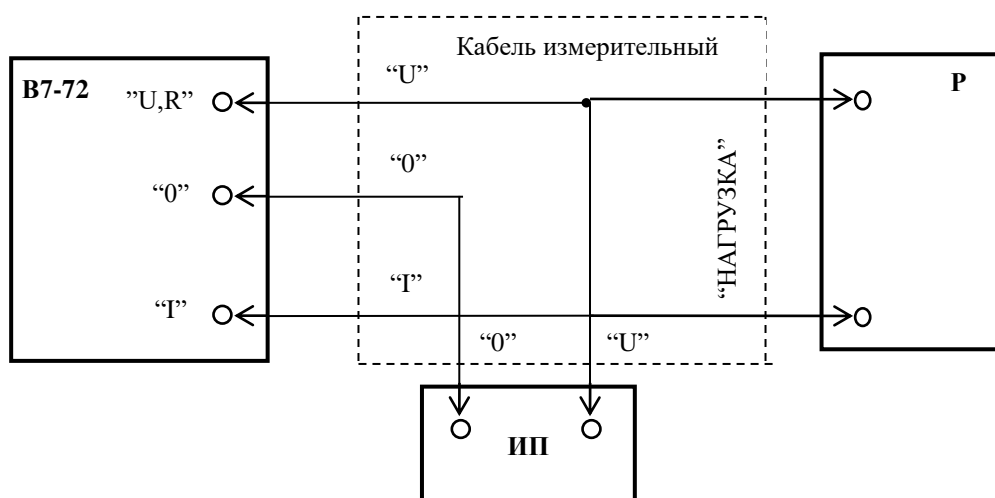 Кабель измерительный
В7-72
“U”
”U,R”
Р
“0”
“0”
“НАГРУЗКА”
“I”
“I”
“0”
“U”
ИП